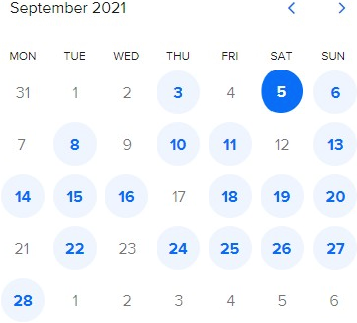 September 2021
MON TUE WED THU FRI SAT SUN
31 1 2 3 4 5 6
7 8 9 10 11 12 13
14 15 16 17 18 19 20
21 22 23 24 25 26 27
28 1 2 3 4 5 6